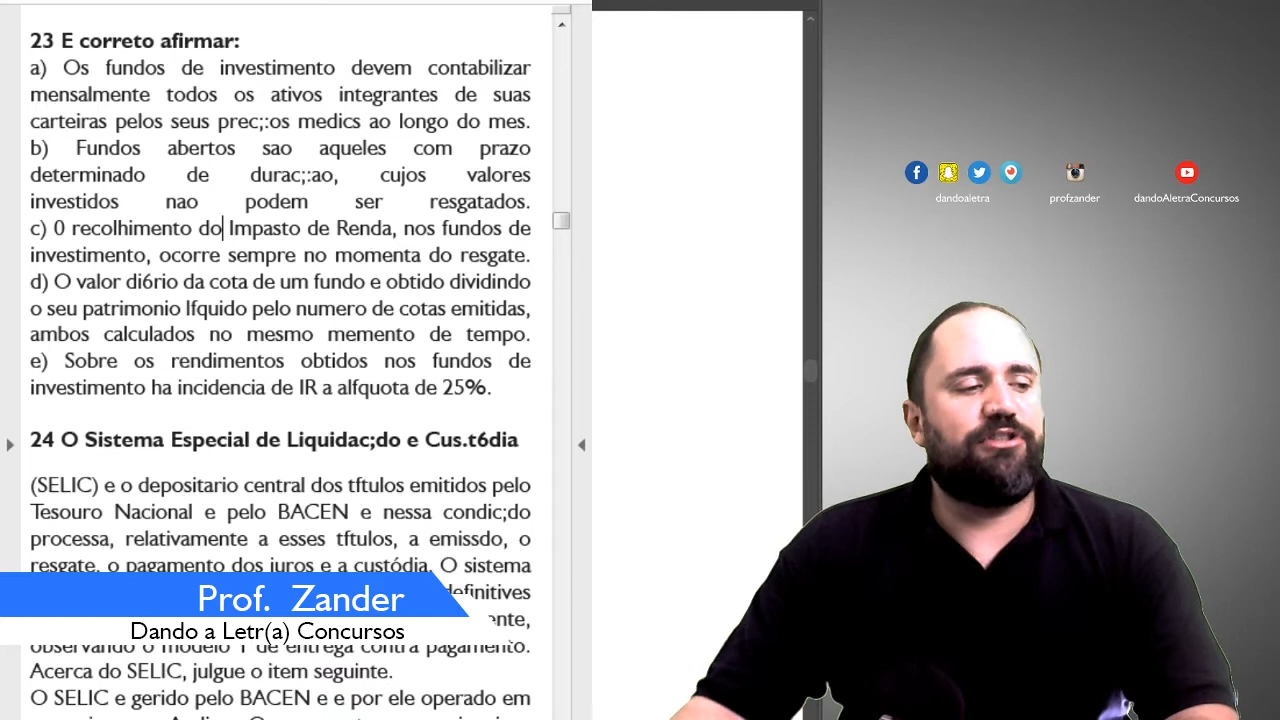 23 E correto afirmar:
a) Os fundos de investimento devem contabilizar
mensalmente todos os ativos integrantes de suas
carteiras pelos seus prec;:os medics ao longo do mes.
b) Fundos abertos sao aqueles com prazo
determinado de durac;:ao, cujos valores
investidos nao podem ser resgatados.
c) 0 recolhimento do Impasto de Renda, nos fundos de
investimento, ocorre sempre no momenta do resgate.
d) O valor di6rio da cota de um fundo e obtido dividindo
o seu patrimonio lfquido pelo numero de cotas emitidas,
ambos calculados no mesmo memento de tempo.
e) Sobre os rendimentos obtidos nos fundos de
investimento ha incidencia de IR a alfquota de 25%.
24 O Sistema Especial de Liquidac;do e Cus.t6dia
(SELIC) e o depositario central dos tftulos emitidos pelo
Tesouro Nacional e pelo BACEN e nessa condic;do
processa, relativamente a esses tftulos, a emissdo, o
resgate, o pagamento dos juros e a custódia. O sistema
definitives
ente,
observando o modelo 1 de entrega contra pagamento.
Acerca do SELIC, julgue o item seguinte.
O SELIC e gerido pelo BACEN e e por ele operado em
Prof. Zander
Dando a Letr(a) Concursos
dandoaletra
profzander
dandoAletraConcursos